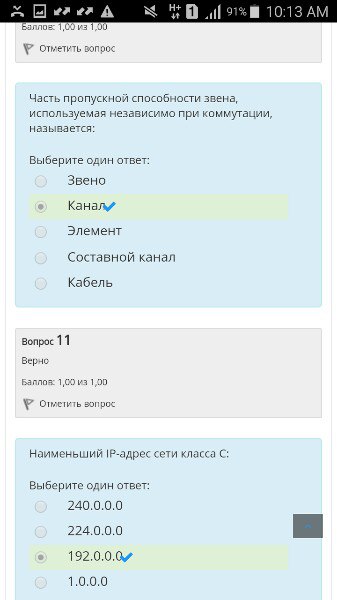 H+
1
91%
10:13 AM
Баллов: 1,00 из 1,00
Отметить вопрос
Часть пропускной способности звена,
используемая независимо при коммутации,
называется:
Выберите один ответ:
Звено
Канал
Элемент
Составной канал
Кабель
Вопрос 11
Верно
Баллов: 1,00 из 1,00
Отметить вопрос
Наименьший IP-адрес сети класса C:
Выберите один ответ:
240.0.0.0
224.0.0.0
192.0.0.0
1.0.0.0